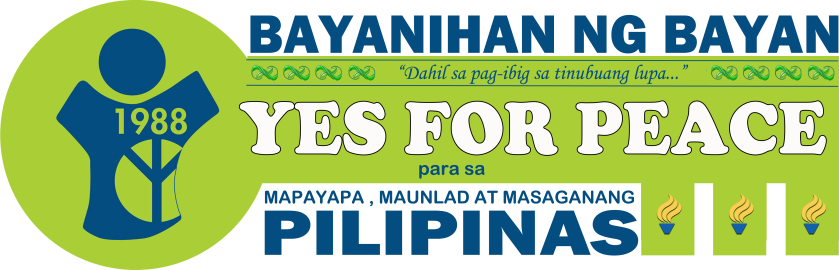 BAYANIHAN NG BAYAN
“Dahil sa pag-ibig sa tinubuang lupa...”
1988
YES FOR PEACE
para sa
MAPAYAPA , MAUNLAD AT MASAGANANG
PILIPINAS